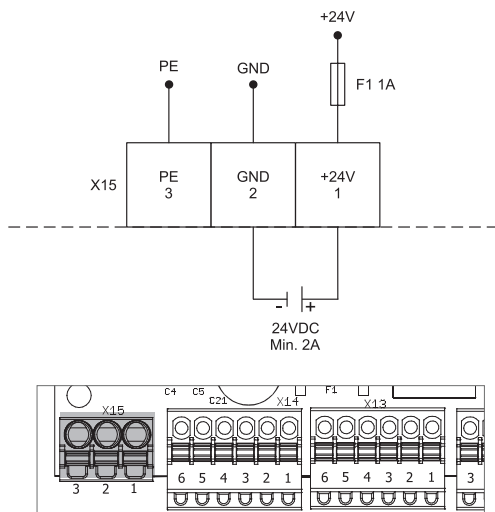 +24V
PE
GND
F1 1A
X15
PE
3
GND
2
+24V
1
- +
24VDC
Min. 2A
C4 C5 C21 X14 F1 X13
X15
3 2 1
6 5 4 3 2 1
6 5 4 3 2 1
3